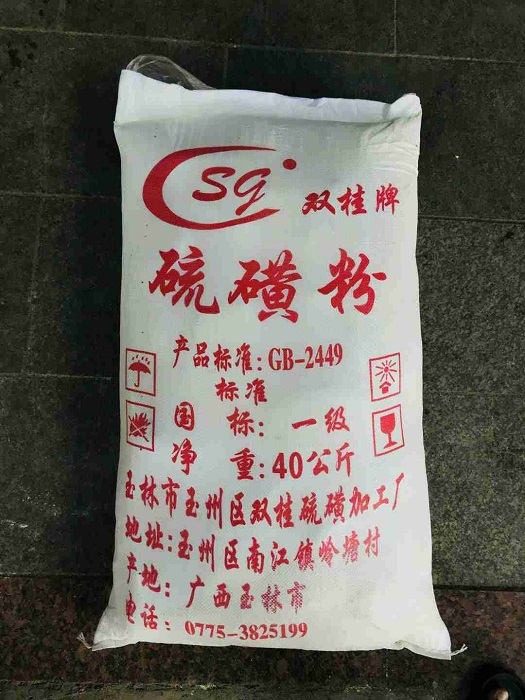 SG 双桂牌
硫磺粉
产品标准:GB-2449
标准
国标:一级
净重:40公斤
玉林市玉州区双桂硫磺加工厂
地址:玉州区南江镇岭塘村
产地:广西玉林市
电话:0775-3825199